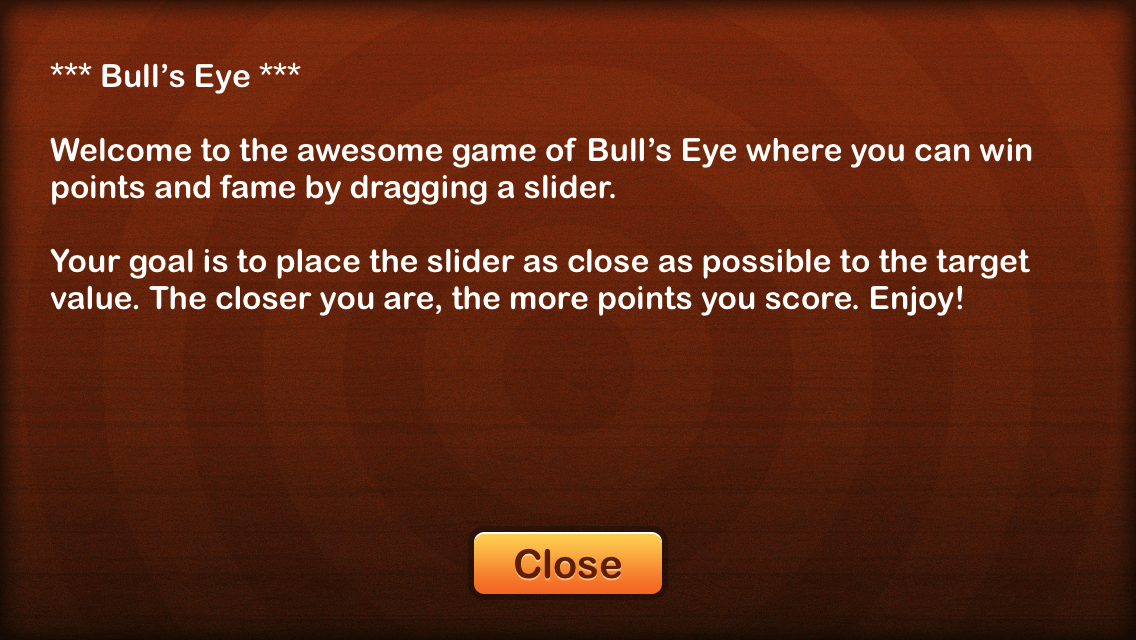 *** Bull’s Eye ***
Welcome to the awesome game of Bull’s Eye where you can win
points and fame by dragging a slider.
Your goal is to place the slider as close as possible to the target
value. The closer you are, the more points you score. Enjoy!
Close